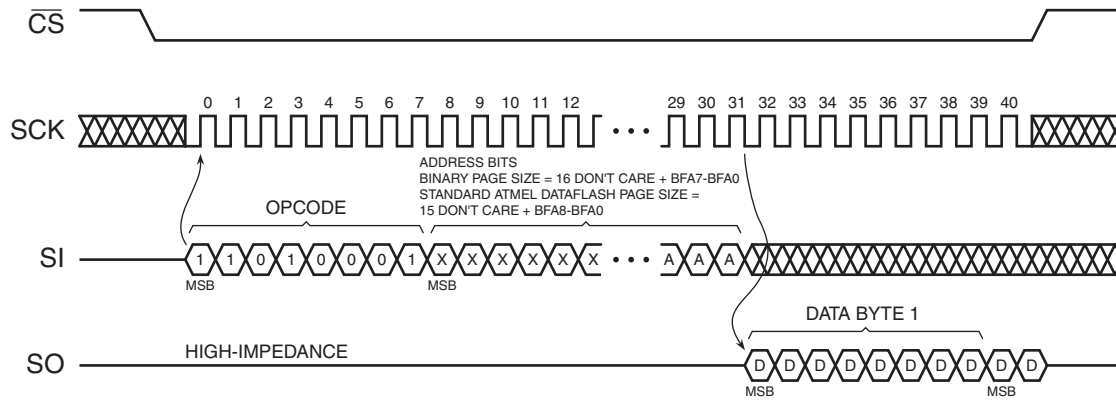 CS
0 1 2 3 4 5 6 7 8 9 10 11 12 29 30 31 32 33 34 35 36 37 38 39 40
SCK
ADDRESS BITS
BINARY PAGE SIZE = 16 DON'T CARE + BFA7-BFA0
STANDARD ATMEL DATAFLASH PAGE SIZE =
15 DON'T CARE + BFA8-BFA0
OPCODE
SI 1 1 0 1 0 0 0 1 X X X X X X A A A
MSB MSB
DATA BYTE 1
HIGH-IMPEDANCE
SO D D D D D D D D D D
MSB MSB